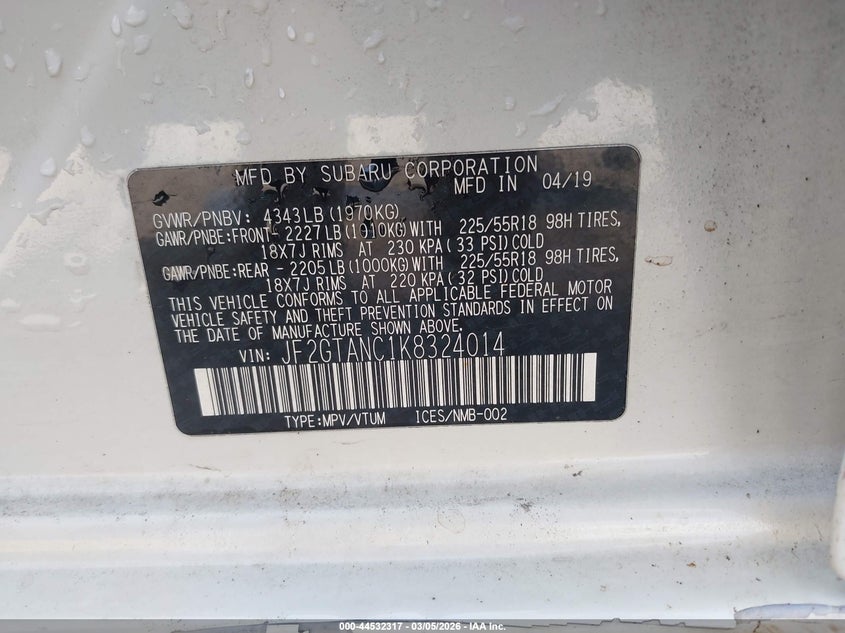 MFD BY SUBARU CORPORATION
MFD IN 04/19
GVWR/PNBV: 4343LB(1970KG)
GAWR/PNBE:FRONT- 2227LB(1010KG)WITH 225/55R18 98H TIRES,
18X7J RIMS AT 230 KPA(33 PSI)COLD
GAWR/PNBE:REAR - 2205LB(1000KG)WITH 225/55R18 98H TIRES,
18X7J RIMS AT 220 KPA(32 PSI)COLD
THIS VEHICLE CONFORMS TO ALL APPLICABLE FEDERAL MOTOR
VEHICLE SAFETY AND THEFT PREVENTION STANDARDS IN EFFECT ON
THE DATE OF MANUFACTURE SHOWN ABOVE.
VIN: JF2GTANC1K8324014
TYPE:MPV/VTUM ICES/NMB-002
000-44532317 - 03/05/2026 - IAA Inc.